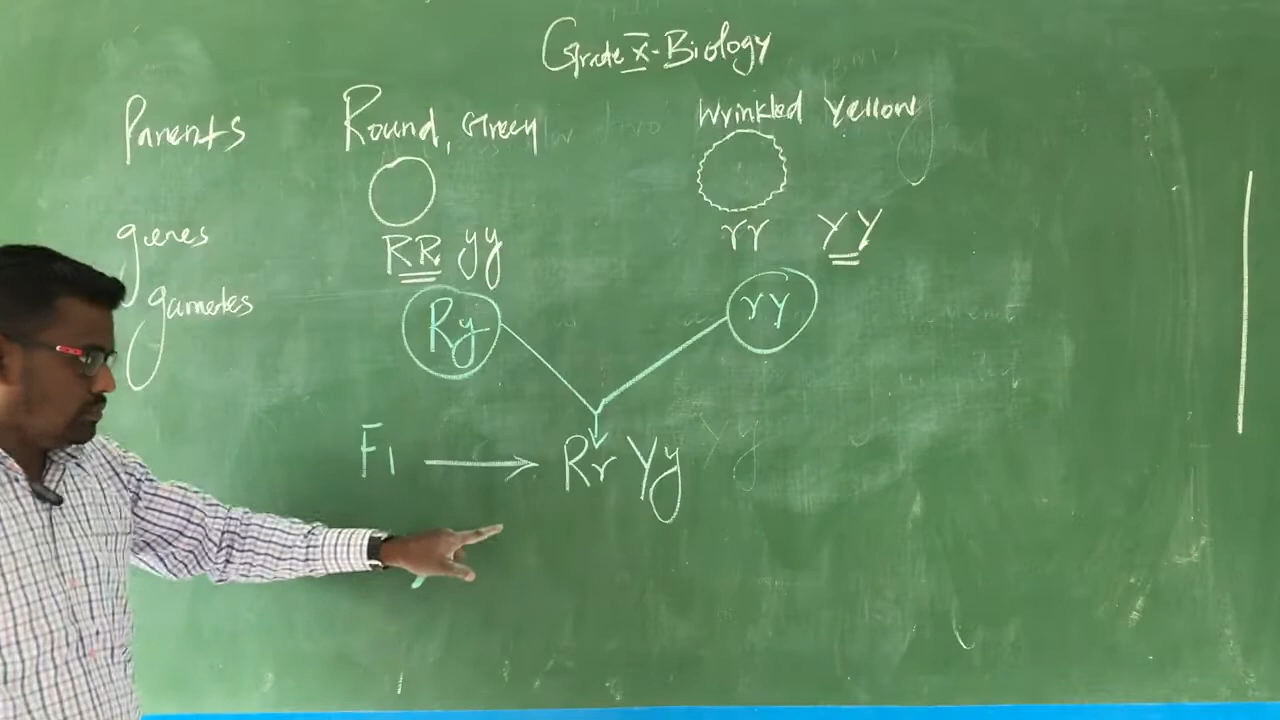 Grade X - Biology
Parents Round, Green Wrinkled Yellow
genes RR yy rr YY
gametes Ry rY
F1 → Rr Yy